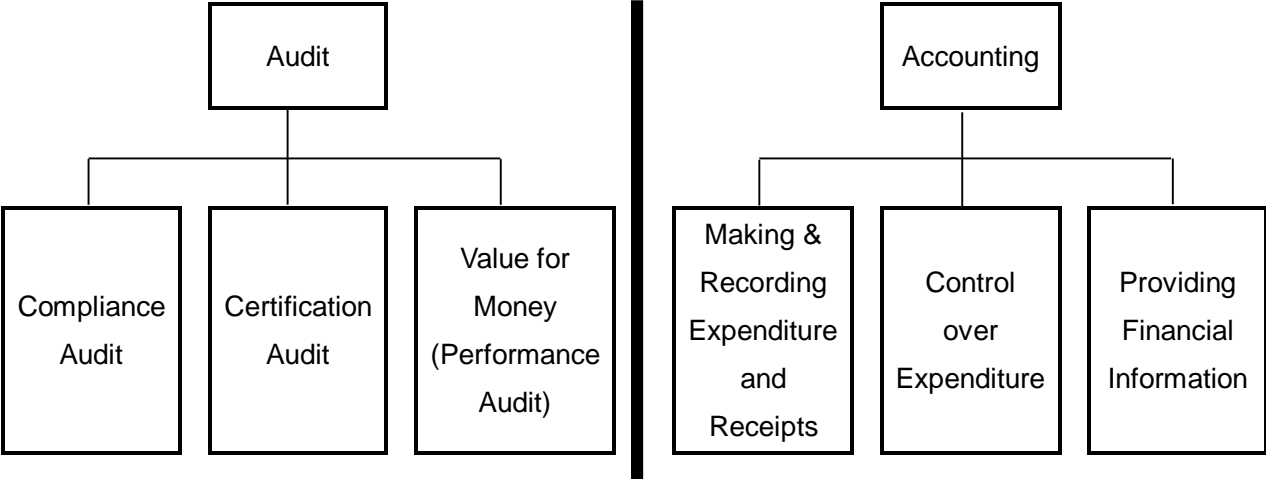 Audit
Accounting
Compliance
Audit
Certification
Audit
Value for
Money
(Performance
Audit)
Making &
Recording
Expenditure
and
Receipts
Control
over
Expenditure
Providing
Financial
Information